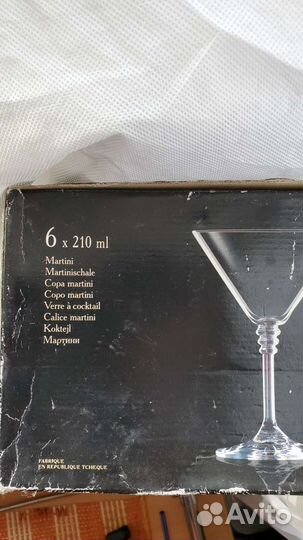 6 x 210 ml
Martini
Martinischale
Copa martini
Copo martini
Verre à cocktail
Calice martini
Koktejl
Мартини
FABRIQUE
EN REPUBLIQUE TCHEQUE
Avito